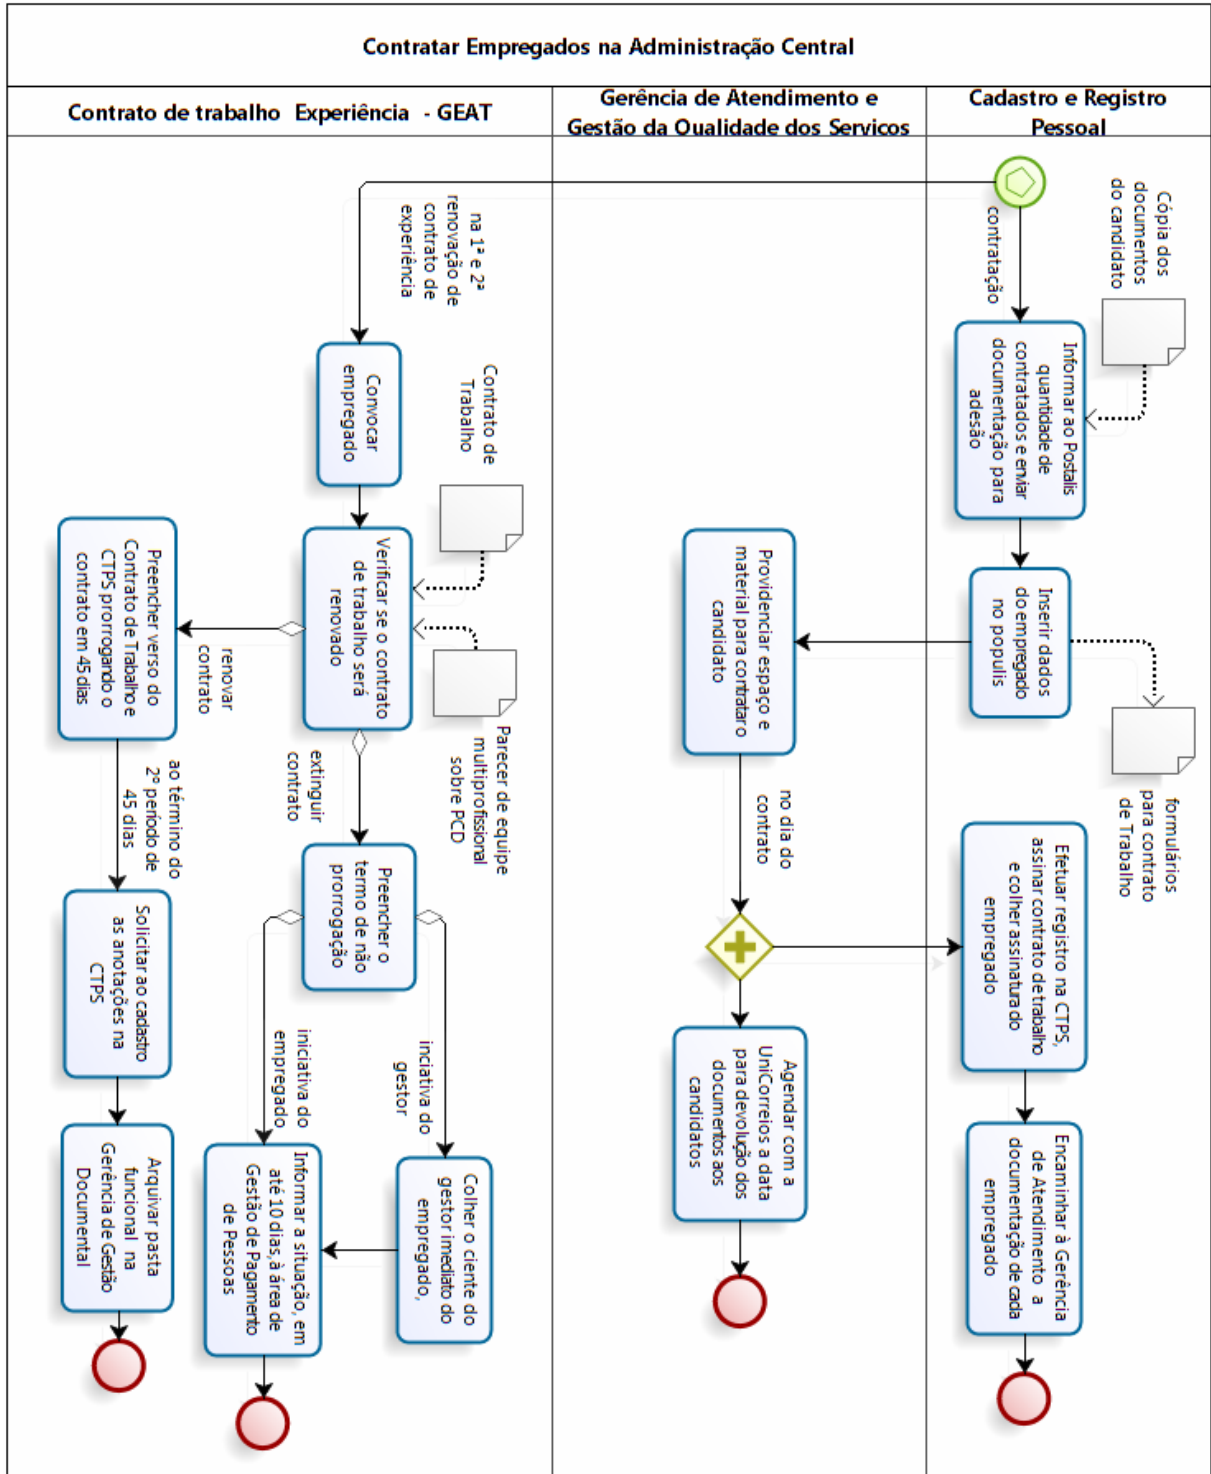 Contratar Empregados na Administração Central
Contrato de trabalho Experiência - GEAT
Gerência de Atendimento e
Gestão da Qualidade dos Servicos
Cadastro e Registro
Pessoal
Cópia dos
documentos
do candidato
contratação
Informar ao Postalis
quantidade de
contratados e enviar
documentação para
adesão
Inserir dados
do empregado
no populis
formulários
para contrato
de Trabalho
Efetuar registro na CTPS,
assinar contrato de trabalho
e colher assinatura do
empregado
Encaminhar à Gerência
de Atendimento a
documentação de cada
empregado
Providenciar espaço e
material para contratar o
candidato
no dia do
contrato
Agendar com a
UniCorreios a data
para devolução dos
documentos aos
candidatos
na 1ª e 2ª
renovação de
contrato de
experiência
Convocar
empregado
Contrato de
Trabalho
Verificar se o contrato
de trabalho será
renovado
Parecer de equipe
multiprofissional
sobre PCD
extinguir
contrato
Preencher o
termo de não
prorrogação
inciativa do
gestor
Colher o ciente do
gestor imediato do
empregado,
iniciativa do
empregado
Informar a situação, em
até 10 dias, à área de
Gestão de Pagamento
de Pessoas
renovar
contrato
Preencher verso do
Contrato de Trabalho e
CTPS prorrogando o
contrato em 45 dias
ao término do
2º período de
45 dias
Solicitar ao cadastro
as anotações na
CTPS
Arquivar pasta
funcional na
Gerência de Gestão
Documental